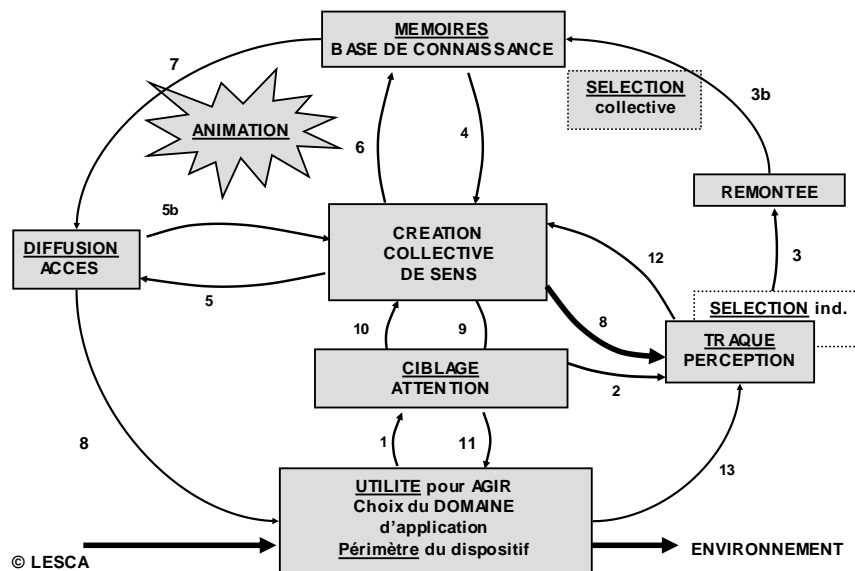 MEMOIRES
BASE DE CONNAISSANCE
7
SELECTION
collective
3b
ANIMATION
6
4
REMONTEE
5b
DIFFUSION
ACCES
CREATION
COLLECTIVE
DE SENS
12
3
5
SELECTION ind.
10
9
8
TRAQUE
PERCEPTION
CIBLAGE
ATTENTION
2
8
1
11
13
UTILITE pour AGIR
Choix du DOMAINE
d'application
Périmètre du dispositif
© LESCA
ENVIRONNEMENT